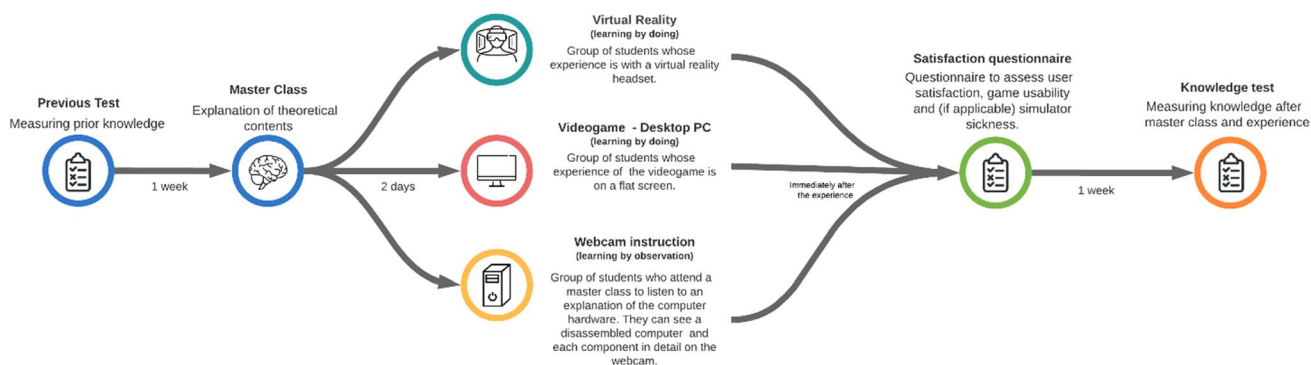 Previous Test
Measuring prior knowledge
1 week
Master Class
Explanation of theoretical
contents
2 days
Virtual Reality
(learning by doing)
Group of students whose
experience is with a virtual reality
headset.
Videogame - Desktop PC
(learning by doing)
Group of students whose
experience of the videogame is
on a flat screen.
Webcam instruction
(learning by observation)
Group of students who attend a
master class to listen to an
explanation of the computer
hardware. They can see a
disassembled computer and
each component in detail on the
webcam.
Immediately after
the experience
Satisfaction questionnaire
Questionnaire to assess user
satisfaction, game usability
and (if applicable) simulator
sickness.
1 week
Knowledge test
Measuring knowledge after
master class and experience